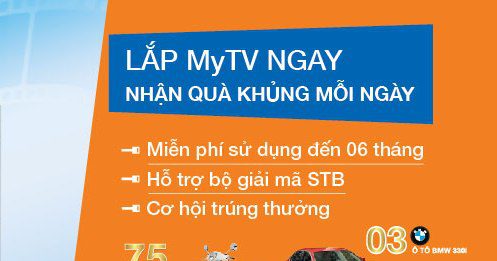 LẮP MyTV NGAY
NHẬN QUÀ KHỦNG MỖI NGÀY
Miễn phí sử dụng đến 06 tháng
Hỗ trợ bộ giải mã STB
Cơ hội trúng thưởng
75
03
Ô TÔ BMW 330i